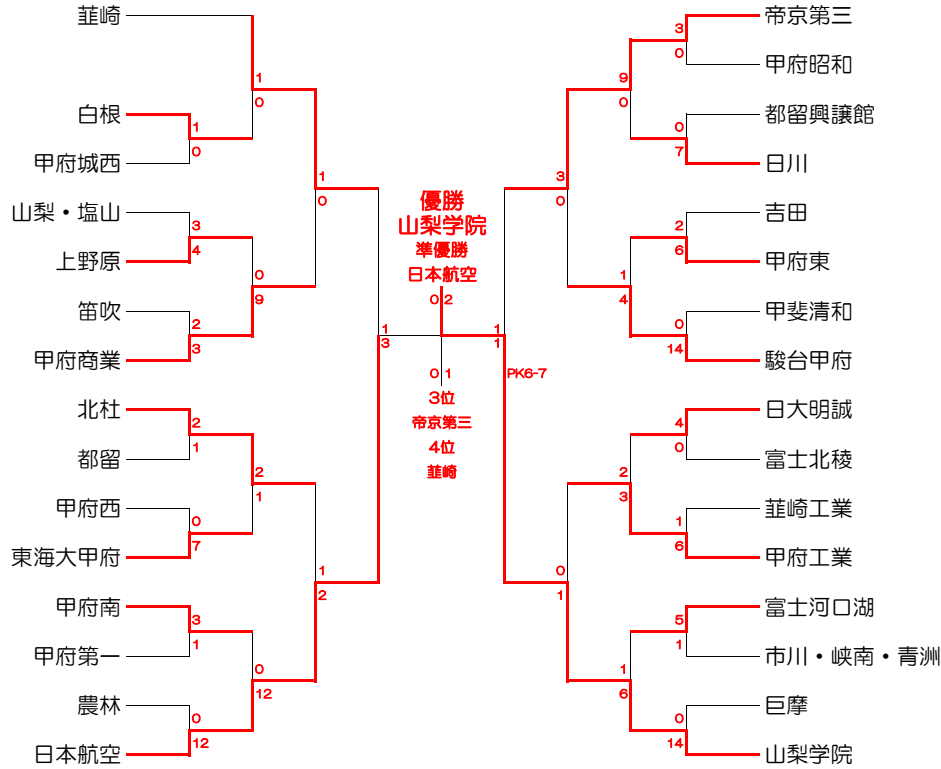 韮崎
1
0
白根
1
0
甲府城西
1
0
山梨・塩山
3
4
上野原
0
9
笛吹
2
3
甲府商業
1
3
北杜
2
1
都留
2
1
甲府西
0
7
東海大甲府
1
2
甲府南
3
1
甲府第一
0
12
農林
0
12
日本航空
優勝
山梨学院
準優勝
日本航空
0 2
0 1
3位
帝京第三
4位
韮崎
帝京第三
3
0
甲府昭和
9
0
都留興譲館
0
7
日川
3
0
吉田
2
6
甲府東
1
4
甲斐清和
0
14
駿台甲府
1
1
PK6-7
日大明誠
4
0
富士北稜
2
3
韮崎工業
1
6
甲府工業
0
1
富士河口湖
5
1
市川・峡南・青洲
1
6
巨摩
0
14
山梨学院